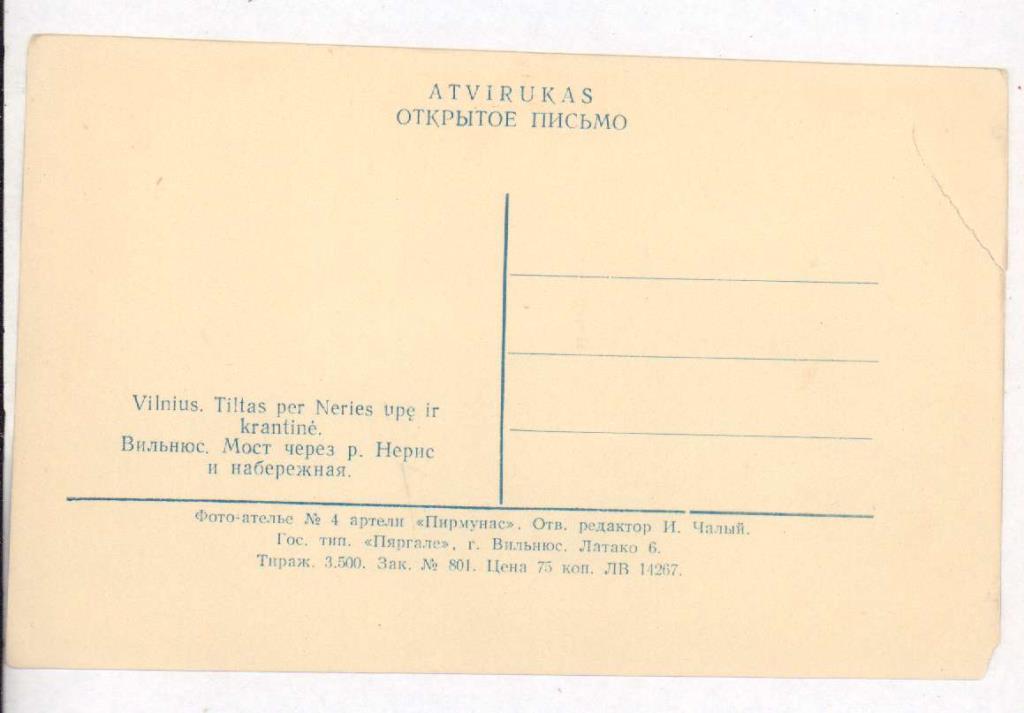 ATVIRUKAS
ОТКРЫТОЕ ПИСЬМО
Vilnius. Tiltas per Neries upę ir
krantinė.
Вильнюс. Мост через р. Нерис
и набережная.
Фото-ателье № 4 артели «Пирмунас». Отв. редактор И. Чалый.
Гос. тип. «Пяргале», г. Вильнюс. Латако 6.
Тираж. 3.500. Зак. № 801. Цена 75 коп. ЛВ 14267.